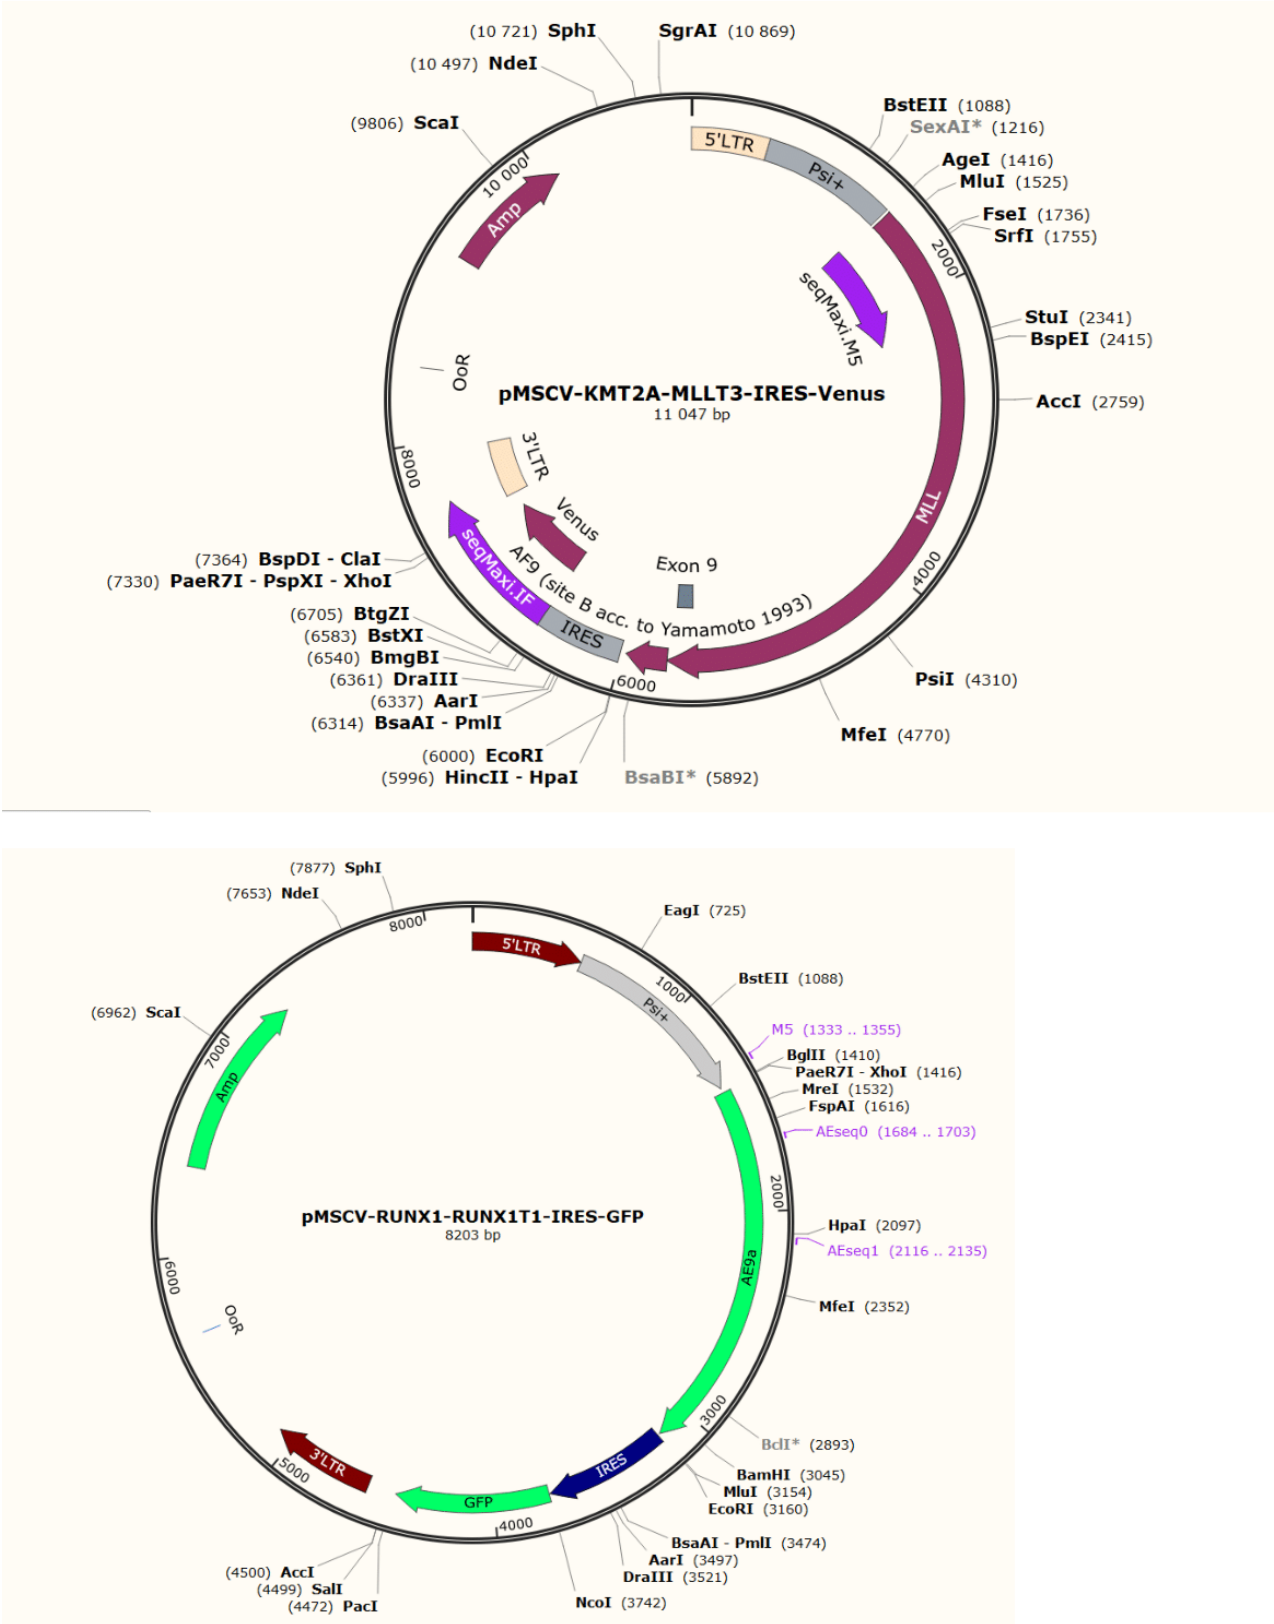 (10 721) SphI
SgrAI (10 869)
(10 497) NdeI
(9806) ScaI
BstEII (1088)
SexAI* (1216)
AgeI (1416)
MluI (1525)
FseI (1736)
SrfI (1755)
StuI (2341)
BspEI (2415)
AccI (2759)
PsiI (4310)
MfeI (4770)
BsaBI* (5892)
(7364) BspDI - ClaI
(7330) PaeR7I - PspXI - XhoI
(6705) BtgZI
(6583) BstXI
(6540) BmgBI
(6361) DraIII
(6337) AarI
(6314) BsaAI - PmlI
(6000) EcoRI
(5996) HincII - HpaI
5'LTR
Psi+
seqMaxi.M5
MLL
2000
4000
6000
8000
10 000
Amp
OoR
pMSCV-KMT2A-MLLT3-IRES-Venus
11 047 bp
3'LTR
Venus
seqMaxi.IF
IRES
AF9 (site B acc. to Yamamoto 1993)
Exon 9
(7877) SphI
(7653) NdeI
(6962) ScaI
EagI (725)
BstEII (1088)
M5 (1333 .. 1355)
BglII (1410)
PaeR7I - XhoI (1416)
MreI (1532)
FspAI (1616)
AEseq0 (1684 .. 1703)
HpaI (2097)
AEseq1 (2116 .. 2135)
MfeI (2352)
BclI* (2893)
BamHI (3045)
MluI (3154)
EcoRI (3160)
BsaAI - PmlI (3474)
AarI (3497)
DraIII (3521)
NcoI (3742)
(4500) AccI
(4499) SalI
(4472) PacI
5'LTR
Psi+
1000
2000
3000
4000
5000
6000
7000
8000
Amp
AE9a
OoR
pMSCV-RUNX1-RUNX1T1-IRES-GFP
8203 bp
3'LTR
GFP
IRES